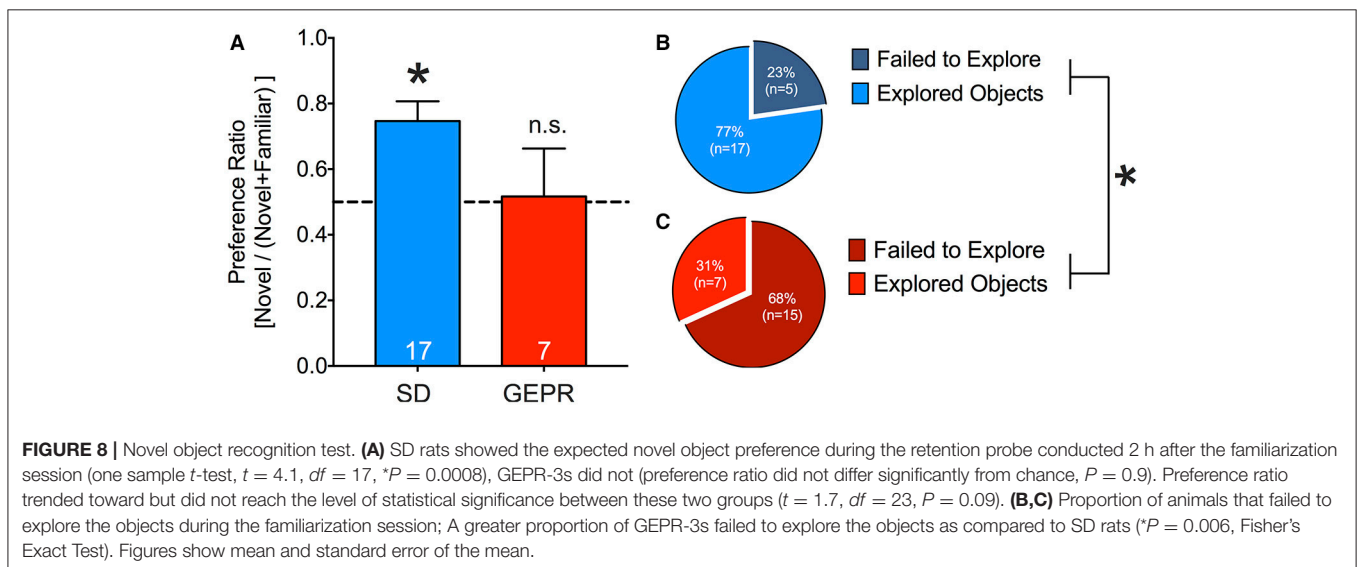 A
1.0
0.8
0.6
0.4
0.2
0.0
Preference Ratio
[Novel / (Novel+Familiar) ]
*
n.s.
17
7
SD
GEPR
B
23%
(n=5)
77%
(n=17)
Failed to Explore
Explored Objects
*
C
31%
(n=7)
68%
(n=15)
Failed to Explore
Explored Objects
FIGURE 8 | Novel object recognition test. (A) SD rats showed the expected novel object preference during the retention probe conducted 2 h after the familiarization
session (one sample t-test, t = 4.1, df = 17, *P = 0.0008), GEPR-3s did not (preference ratio did not differ significantly from chance, P = 0.9). Preference ratio
trended toward but did not reach the level of statistical significance between these two groups (t = 1.7, df = 23, P = 0.09). (B,C) Proportion of animals that failed to
explore the objects during the familiarization session; A greater proportion of GEPR-3s failed to explore the objects as compared to SD rats (*P = 0.006, Fisher's
Exact Test). Figures show mean and standard error of the mean.